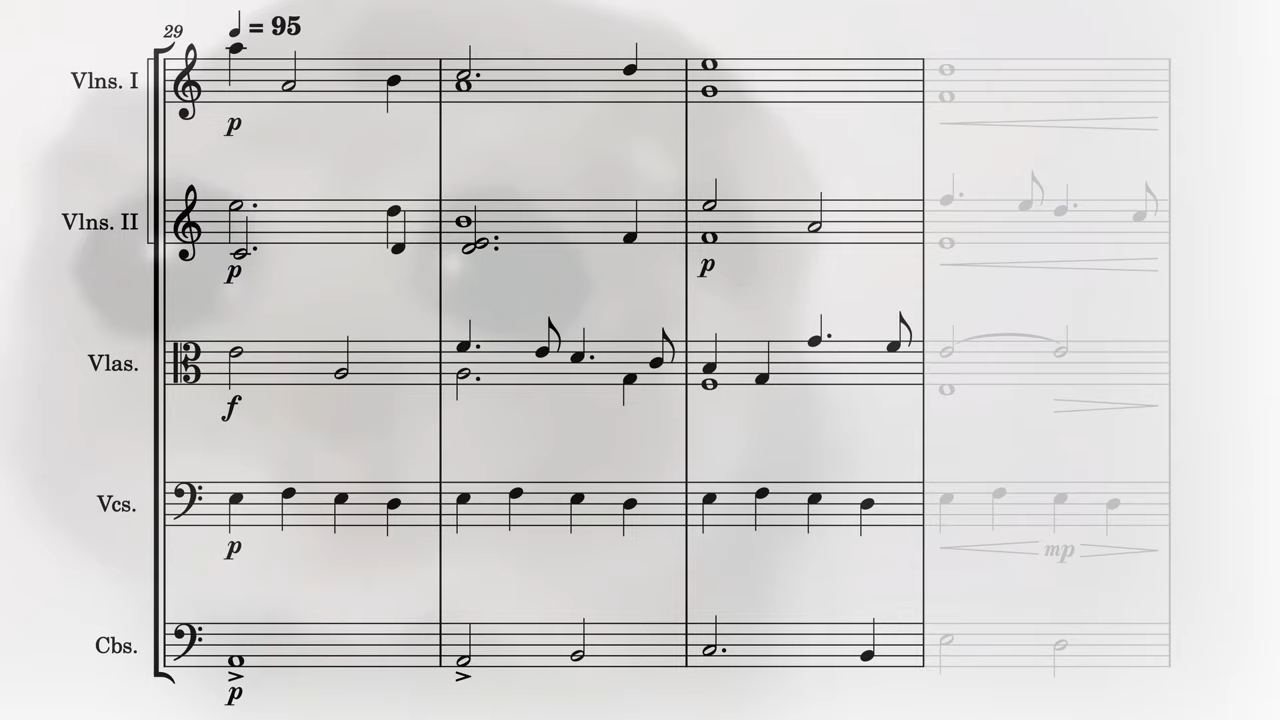 29
♩ = 95
Vlns. I
p
Vlns. II
p
p
Vlas.
f
Vcs.
p
mp
Cbs.
p